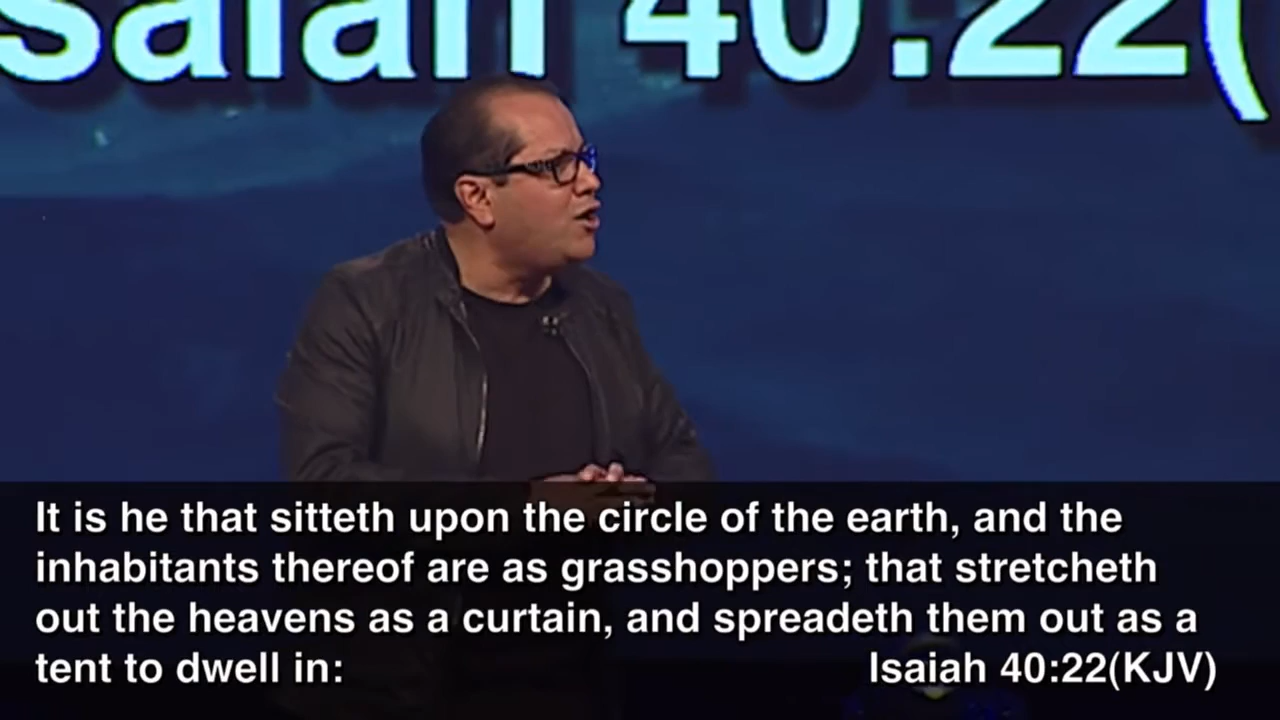 saiah 40:22(
It is he that sitteth upon the circle of the earth, and the
inhabitants thereof are as grasshoppers; that stretcheth
out the heavens as a curtain, and spreadeth them out as a
tent to dwell in: Isaiah 40:22(KJV)